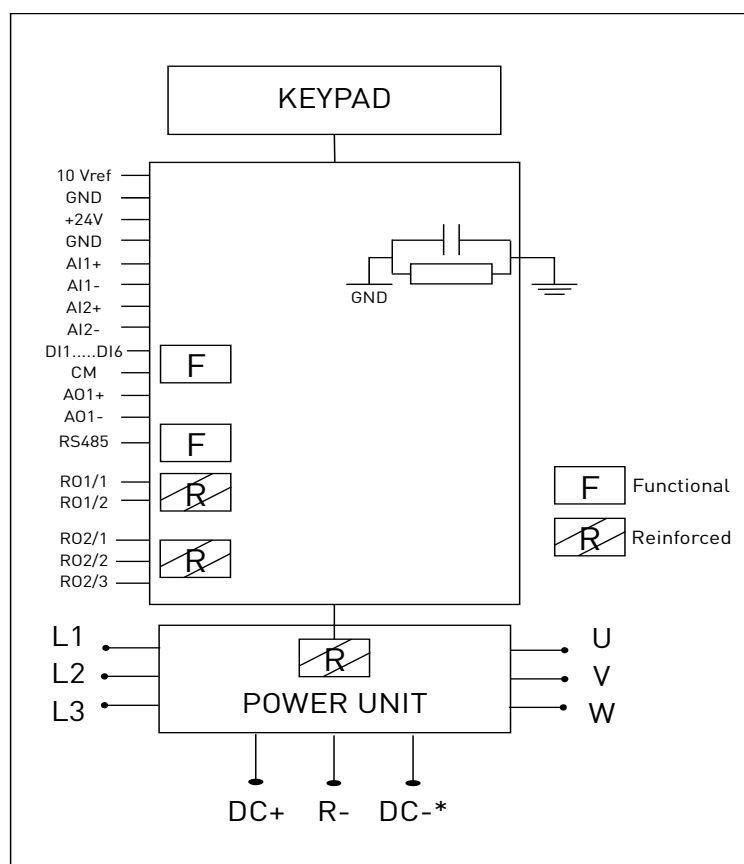 KEYPAD
10 Vref
GND
+24V
GND
AI1+
AI1-
AI2+
AI2-
DI1.....DI6
CM
F
AO1+
AO1-
RS485
F
RO1/1
RO1/2
R
RO2/1
RO2/2
RO2/3
R
GND
F Functional
R Reinforced
L1
L2
L3
R
POWER UNIT
U
V
W
DC+ R- DC-*